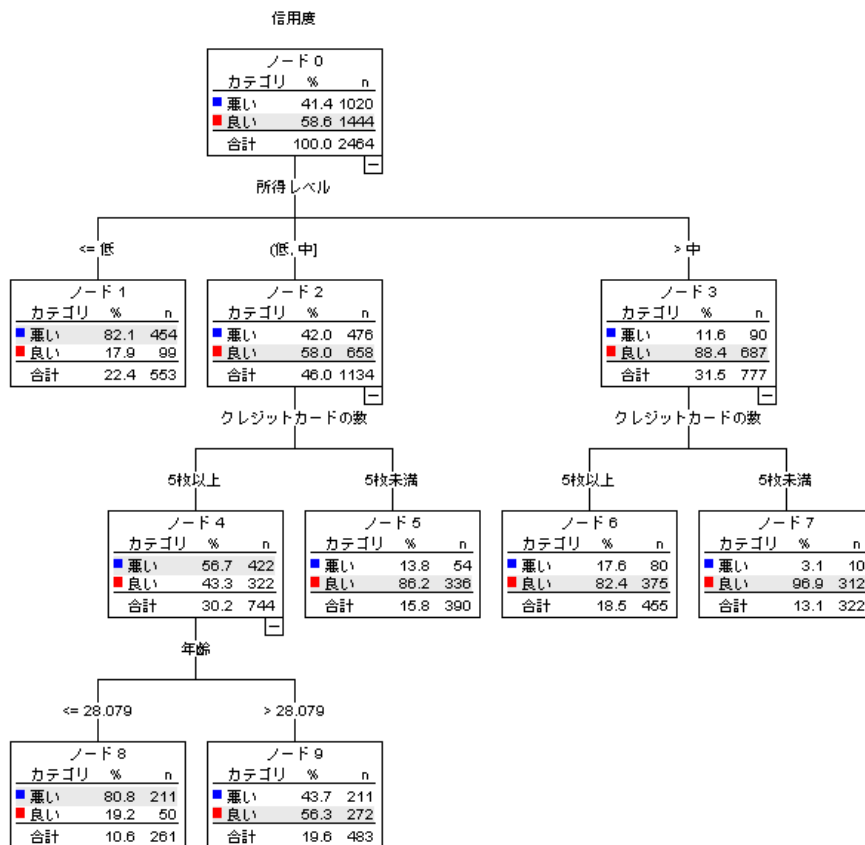 信用度
ノード 0
カテゴリ % n
悪い 41.4 1020
良い 58.6 1444
合計 100.0 2464
所得レベル
<= 低
(低, 中]
> 中
ノード 1
カテゴリ % n
悪い 82.1 454
良い 17.9 99
合計 22.4 553
ノード 2
カテゴリ % n
悪い 42.0 476
良い 58.0 658
合計 46.0 1134
ノード 3
カテゴリ % n
悪い 11.6 90
良い 88.4 687
合計 31.5 777
クレジットカードの数
クレジットカードの数
5枚以上
5枚未満
5枚以上
5枚未満
ノード 4
カテゴリ % n
悪い 56.7 422
良い 43.3 322
合計 30.2 744
ノード 5
カテゴリ % n
悪い 13.8 54
良い 86.2 336
合計 15.8 390
ノード 6
カテゴリ % n
悪い 17.6 80
良い 82.4 375
合計 18.5 455
ノード 7
カテゴリ % n
悪い 3.1 10
良い 96.9 312
合計 13.1 322
年齢
<= 28.079
> 28.079
ノード 8
カテゴリ % n
悪い 80.8 211
良い 19.2 50
合計 10.6 261
ノード 9
カテゴリ % n
悪い 43.7 211
良い 56.3 272
合計 19.6 483